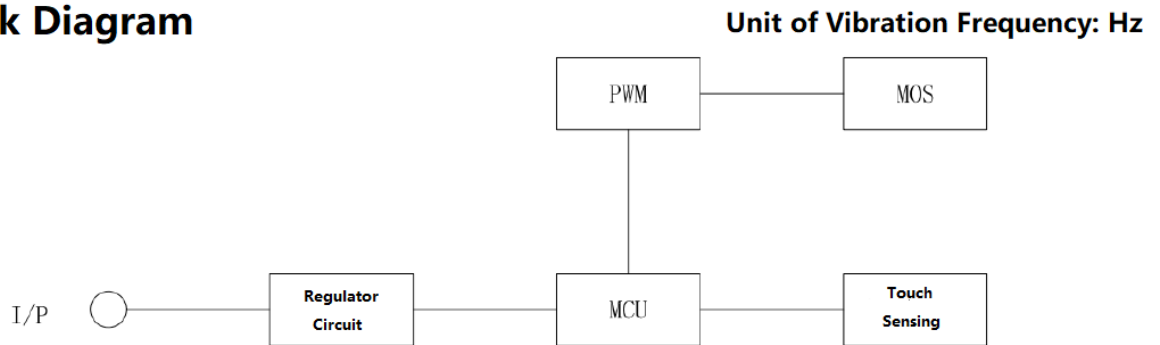 k Diagram
Unit of Vibration Frequency: Hz
PWM
MOS
I/P
Regulator
Circuit
MCU
Touch
Sensing